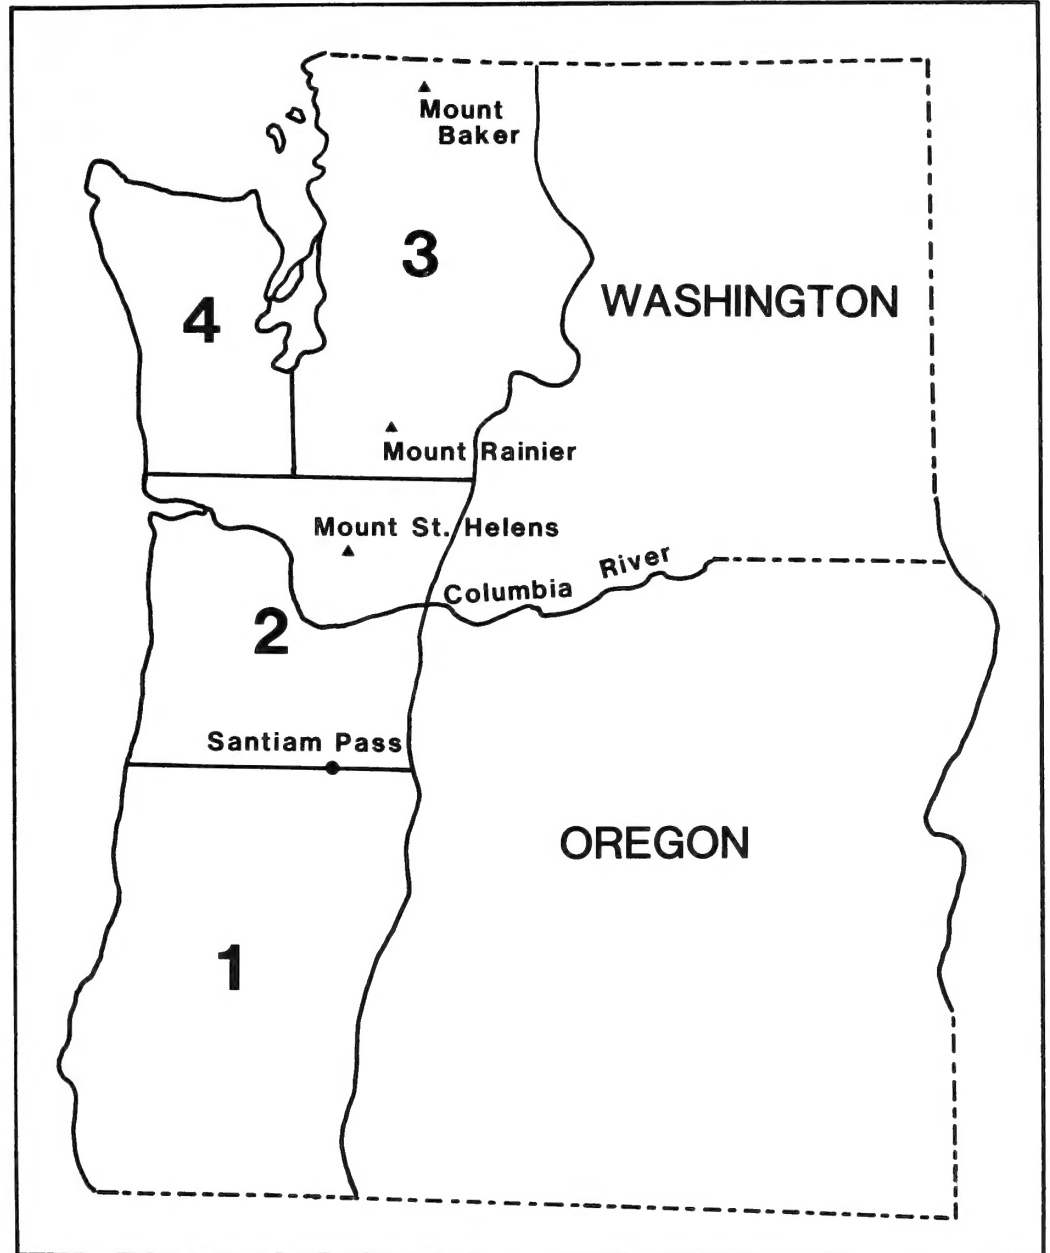 Mount
Baker
3
WASHINGTON
4
Mount Rainier
Mount St. Helens
Columbia River
2
Santiam Pass
OREGON
1